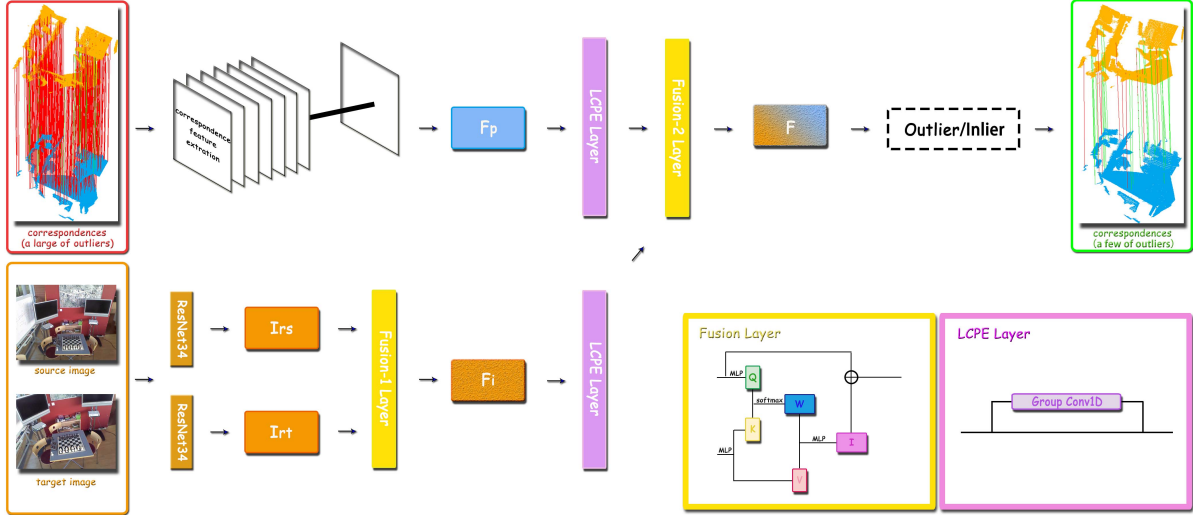 correspondences
(a large of outliers)
correspondence
feature
extration
Fp
LCPE Layer
Fusion-2 Layer
F
Outlier/Inlier
correspondences
(a few of outliers)
source image
target image
ResNet34
ResNet34
Irs
Irt
Fusion-1 Layer
Fi
LCPE Layer
Fusion Layer
MLP
Q
softmax
W
K
MLP
MLP
I
V
LCPE Layer
Group Conv1D